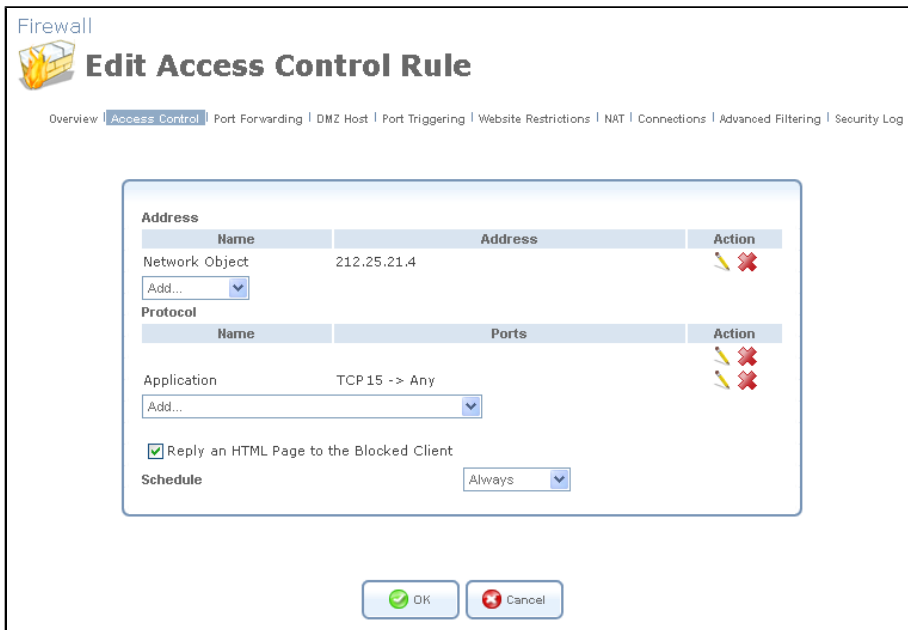 Firewall
Edit Access Control Rule
Overview | Access Control | Port Forwarding | DMZ Host | Port Triggering | Website Restrictions | NAT | Connections | Advanced Filtering | Security Log
Address
Name Address Action
Network Object 212.25.21.4
Add...
Protocol
Name Ports Action
Application TCP 15 -> Any
Add...
Reply an HTML Page to the Blocked Client
Schedule Always
OK Cancel